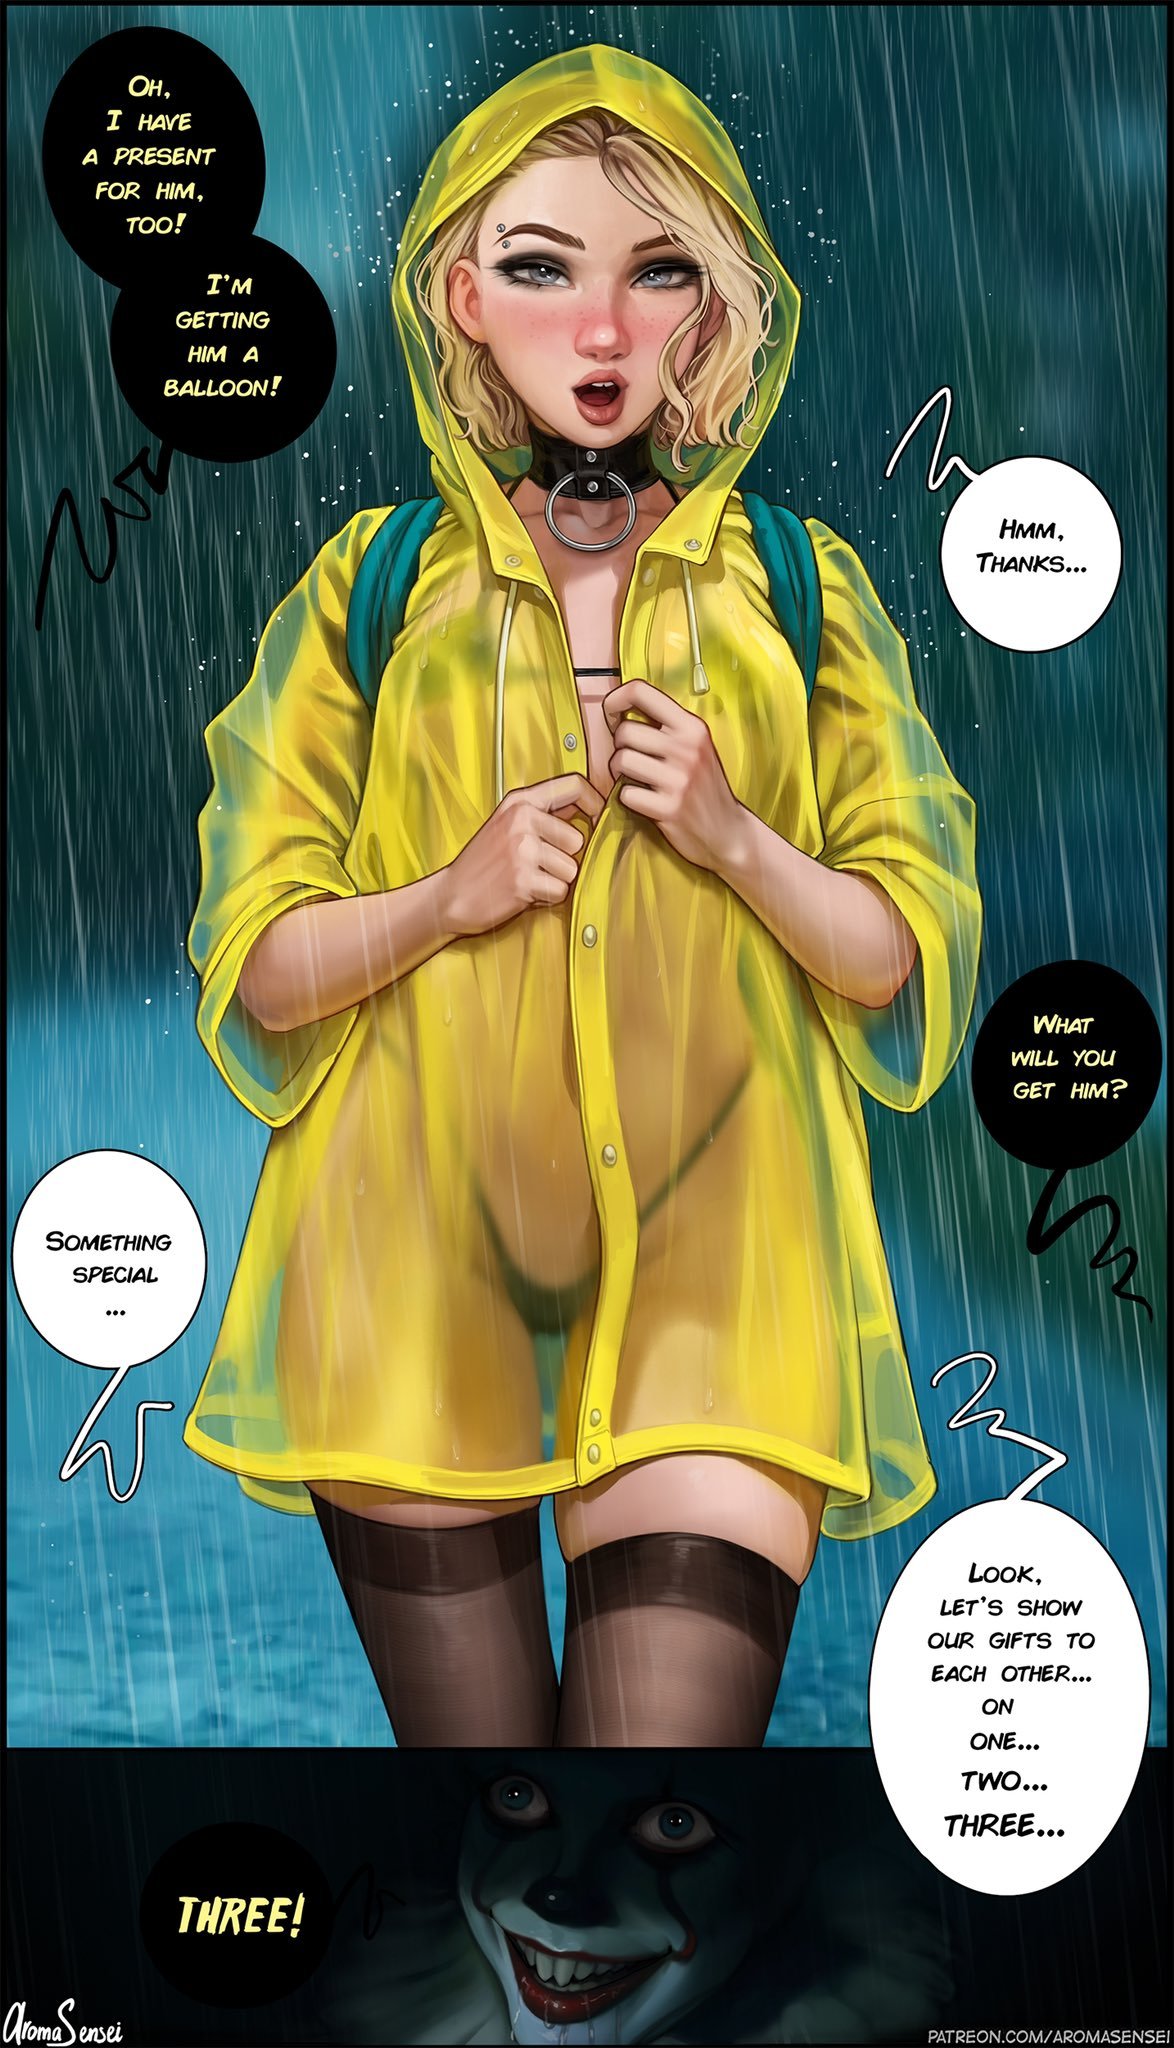 OH,
I HAVE
A PRESENT
FOR HIM,
TOO!
I'M
GETTING
HIM A
BALLOON!
HMM,
THANKS...
WHAT
WILL YOU
GET HIM?
SOMETHING
SPECIAL
...
LOOK,
LET'S SHOW
OUR GIFTS TO
EACH OTHER...
ON
ONE...
TWO...
THREE...
THREE!
AromaSensei
PATREON.COM/AROMASENSEI